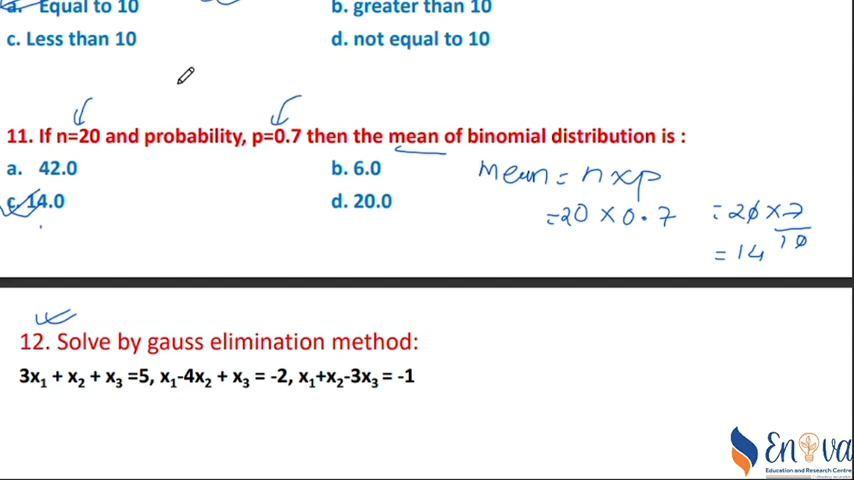 a. Equal to 10
b. greater than 10
c. Less than 10
d. not equal to 10
11. If n=20 and probability, p=0.7 then the mean of binomial distribution is :
a. 42.0
b. 6.0
c. 14.0
d. 20.0
mean = n x p
=20 x 0.7
= 20 x 7
10
= 14
12. Solve by gauss elimination method:
3x₁ + x₂ + x₃ =5, x₁-4x₂ + x₃ = -2, x₁+x₂-3x₃ = -1
En va
Education and Research Centre